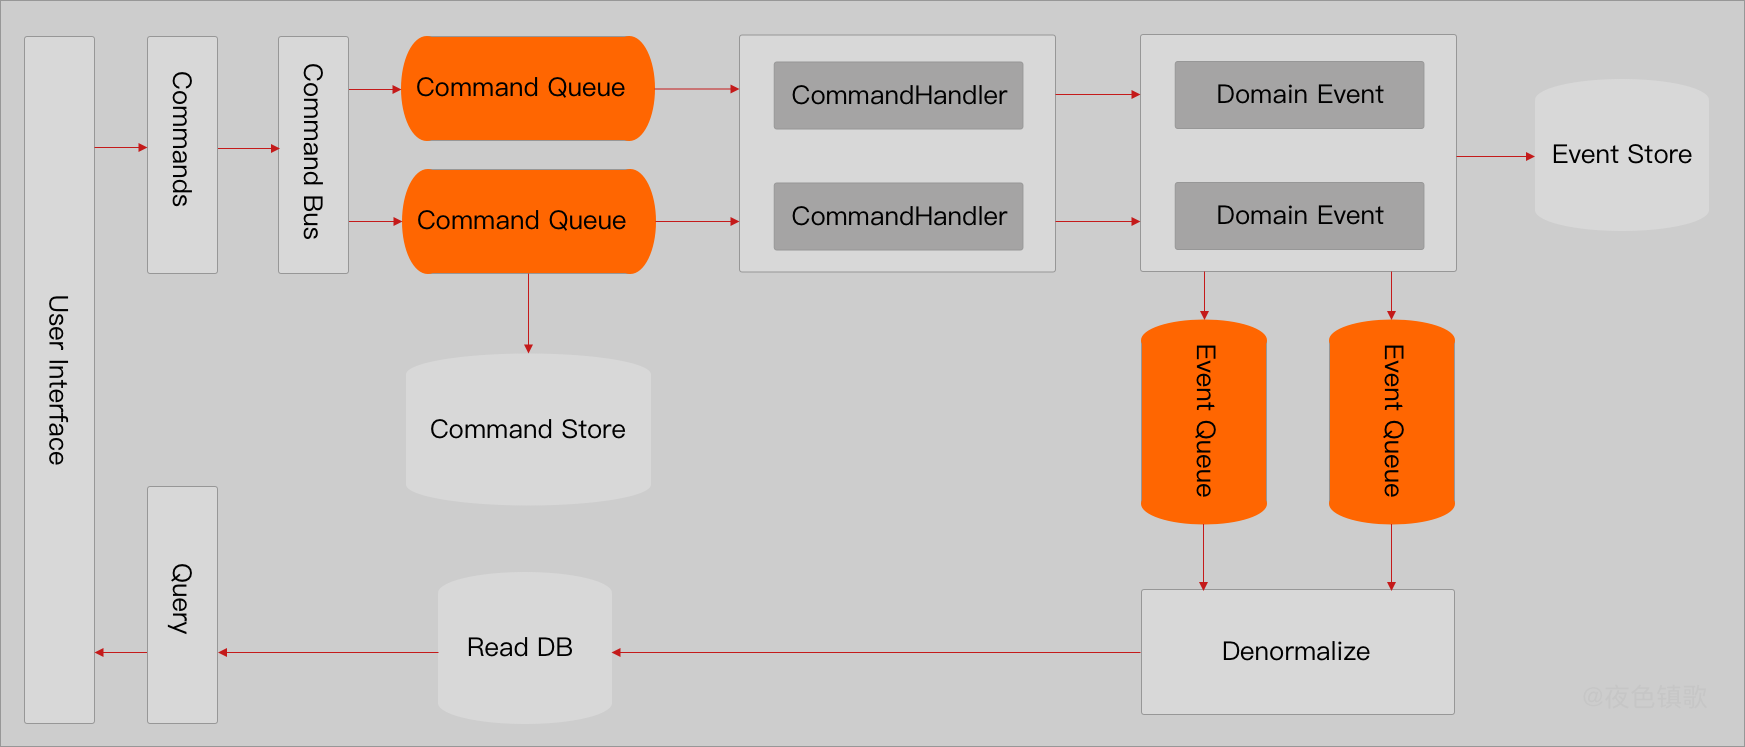 User Interface
Commands
Command Bus
Command Queue
Command Queue
CommandHandler
CommandHandler
Domain Event
Domain Event
Event Store
Command Store
Event Queue
Event Queue
Query
Read DB
Denormalize
@夜色镇歌